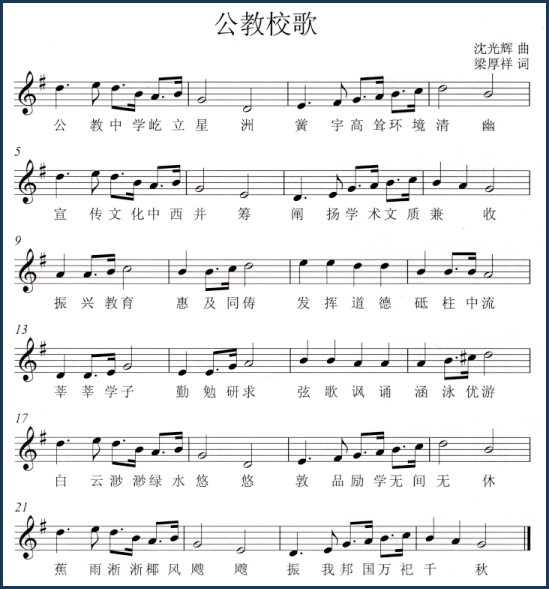 公教校歌
沈光辉 曲
梁厚祥 词
公 教中学屹立星 洲 黉 宇高耸环境清 幽
5
宣 传文化中西并 筹 阐 扬学术文质兼 收
9
振 兴教育 惠 及同侪 发 挥道 德 砥 柱中流
13
莘 莘学子 勤 勉研求 弦 歌讽 诵 涵 泳优游
17
白 云渺渺绿水悠 悠 敦 品励学无间无 休
21
蕉 雨淅淅椰风飕 飕 振 我邦国万祀千 秋